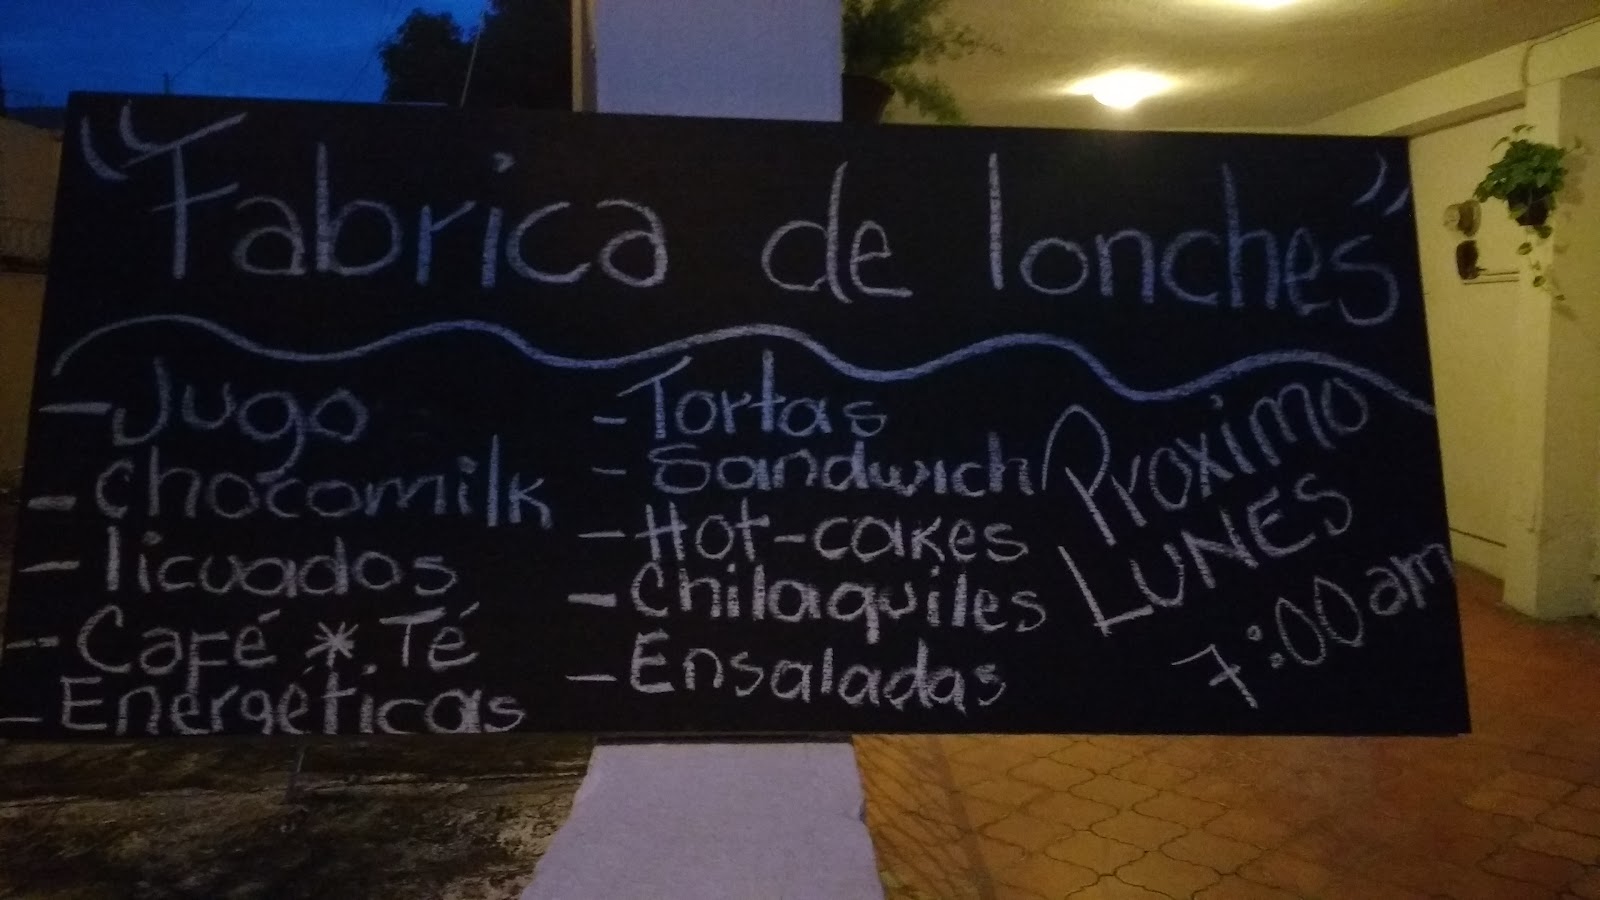 "Fabrica de lonches"
- Jugo
- Chocomilk
- licuados
- Café * Té
- Energéticas
- Tortas
- Sandwich
- Hot-cakes
- Chilaquiles
- Ensaladas
Proximo
LUNES
7:00 am